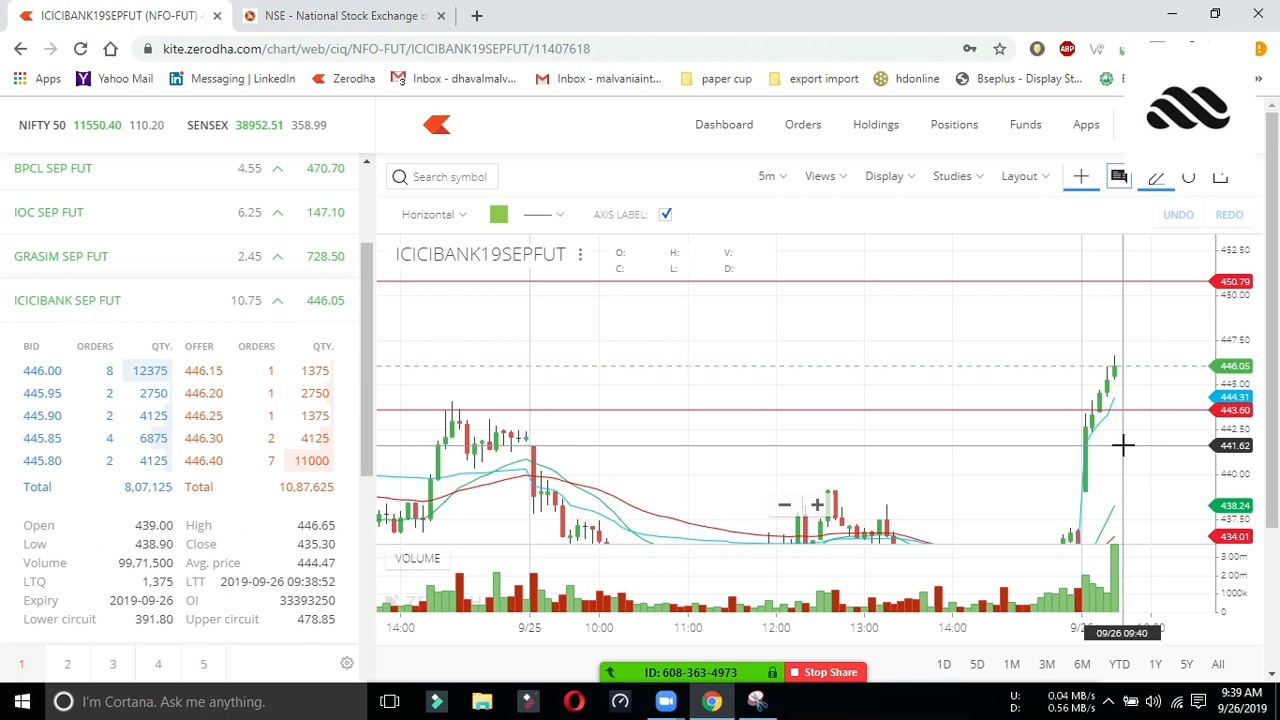 ICICIBANK19SEPFUT (NFO-FUT)
NSE - National Stock Exchange o
kite.zerodha.com/chart/web/ciq/NFO-FUT/ICICIBANK19SEPFUT/11407618
Apps Yahoo Mail Messaging | LinkedIn Zerodha Inbox - dhavalmalv... Inbox - malvaniaint... paper cup export import hdonline Bseplus - Display St...
ABP
NIFTY 50 11550.40 110.20 SENSEX 38952.51 358.99
Dashboard Orders Holdings Positions Funds Apps
BPCL SEP FUT 4.55 470.70
IOC SEP FUT 6.25 147.10
GRASIM SEP FUT 2.45 728.50
ICICIBANK SEP FUT 10.75 446.05
BID ORDERS QTY. OFFER ORDERS QTY.
446.00 8 12375 446.15 1 1375
445.95 2 2750 446.20 1 2750
445.90 2 4125 446.25 1 1375
445.85 4 6875 446.30 2 4125
445.80 2 4125 446.40 7 11000
Total 8,07,125 Total 10,87,625
Open 439.00 High 446.65
Low 438.90 Close 435.30
Volume 99,71,500 Avg. price 444.47
LTQ 1,375 LTT 2019-09-26 09:38:52
Expiry 2019-09-26 OI 33393250
Lower circuit 391.80 Upper circuit 478.85
1 2 3 4 5
Search symbol 5m Views Display Studies Layout
Horizontal AXIS LABEL: UNDO REDO
ICICIBANK19SEPFUT O: H: V:
C: L: D:
452.50
450.79
450.00
447.50
446.05
445.00
444.31
443.60
442.50
441.62
440.00
438.24
437.50
434.01
VOLUME
3.00m
2.00m
1000k
0
14:00 9/25 10:00 11:00 12:00 13:00 14:00
09/26 09:40
1D 5D 1M 3M 6M YTD 1Y 5Y All
ID: 608-363-4973 Stop Share
I'm Cortana. Ask me anything.
U: 0.04 MB/s
D: 0.56 MB/s
9:39 AM
9/26/2019